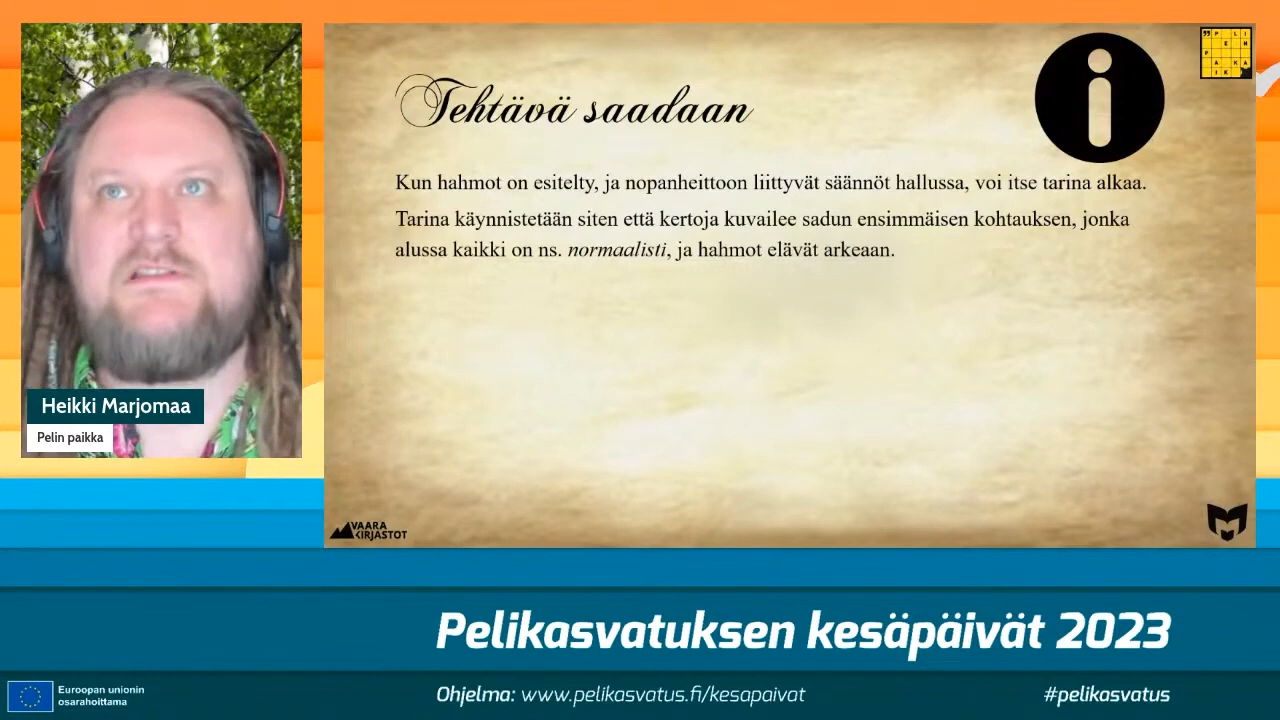 Tehtävä saadaan
Kun hahmot on esitelty, ja nopanheittoon liittyvät säännöt hallussa, voi itse tarina alkaa.
Tarina käynnistetään siten että kertoja kuvailee sadun ensimmäisen kohtauksen, jonka
alussa kaikki on ns. normaalisti, ja hahmot elävät arkeaan.
Heikki Marjomaa
Pelin paikka
VAARA
KIRJASTOT
Pelikasvatuksen kesäpäivät 2023
Euroopan unionin
osarahoittama
Ohjelma: www.pelikasvatus.fi/kesapaivat
#pelikasvatus